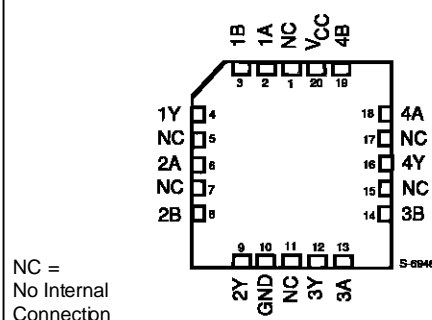 1B 1A NC VCC 4B
3 2 1 20 19
1Y 4 18 4A
NC 5 17 NC
2A 6 16 4Y
NC 7 15 NC
2B 8 14 3B
9 10 11 12 13
2Y GND NC 3Y 3A
S-6946
NC =
No Internal
Connection